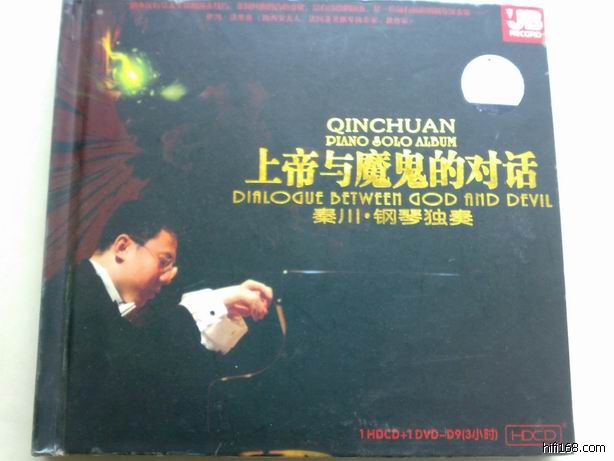 JB
RECORD
QINCHUAN
PIANO SOLO ALBUM
上帝与魔鬼的对话
DIALOGUE BETWEEN GOD AND DEVIL
秦川·钢琴独奏
1 HDCD+1 DVD-D9(3小时)
HDCD
hifi168.com